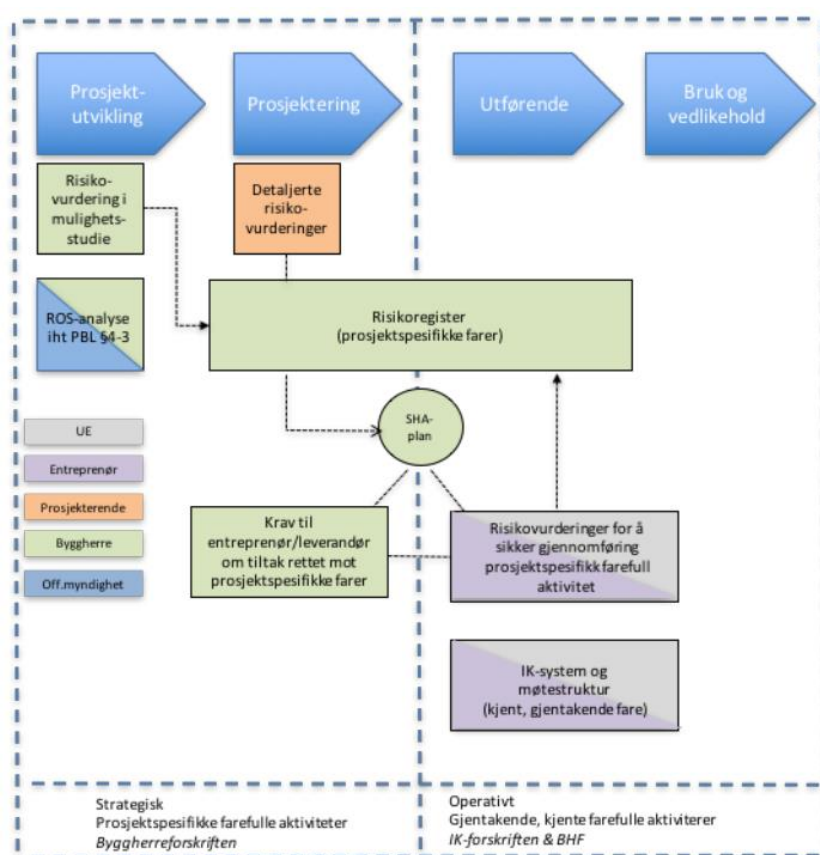 Prosjekt-
utvikling
Prosjektering
Utførende
Bruk og
vedlikehold
Risiko-
vurdering i
mulighets-
studie
Detaljerte
risiko-
vurderinger
ROS-analyse
iht PBL §4-3
Risikoregister
(prosjektspesifikke farer)
SHA-
plan
UE
Entreprenør
Prosjekterende
Byggherre
Off.myndighet
Krav til
entreprenør/leverandør
om tiltak rettet mot
prosjektspesifikke farer
Risikovurderinger for å
sikker gjennomføring
prosjektspesifikk farefull
aktivitet
IK-system og
møtestruktur
(kjent, gjentakende fare)
Strategisk
Prosjektspesifikke farefulle aktiviteter
Byggherreforskriften
Operativt
Gjentakende, kjente farefulle aktiviterer
IK-forskriften & BHF